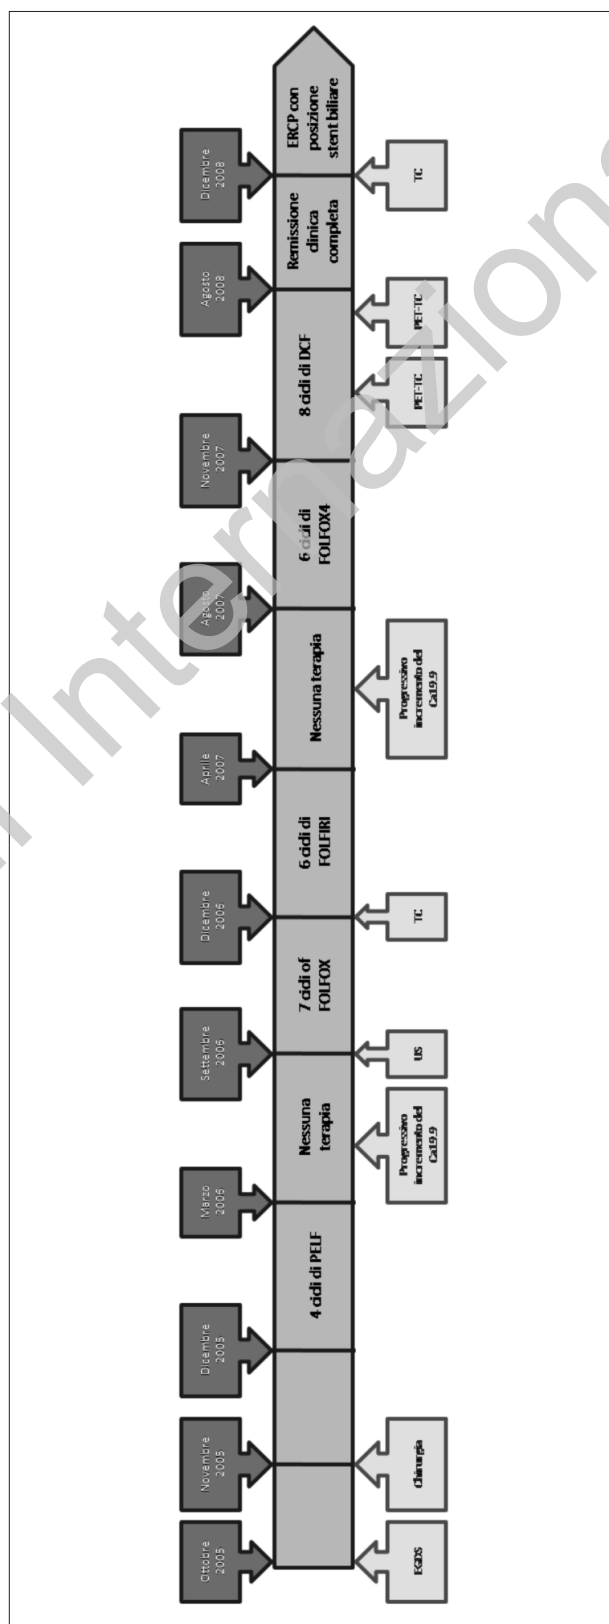 Ottobre
2005
Novembre
2005
Dicembre
2005
Marzo
2006
Settembre
2006
Dicembre
2006
Aprile
2007
Agosto
2007
Novembre
2007
Agosto
2008
Dicembre
2008
4 cicli di PELF
Nessuna
terapia
7 cicli of
FOLFOX
6 cicli di
FOLFIRI
Nessuna terapia
6 cicli di
FOLFOX4
8 cicli di DCF
Remissione
clinica
completa
ERCP con
posizione
stent biliare
EGDS
Chirurgia
Progressivo
incremento del
Ca19.9
US
TC
Progressivo
incremento del
Ca19.9
PET-TC
PET-TC
TC
Internaziona